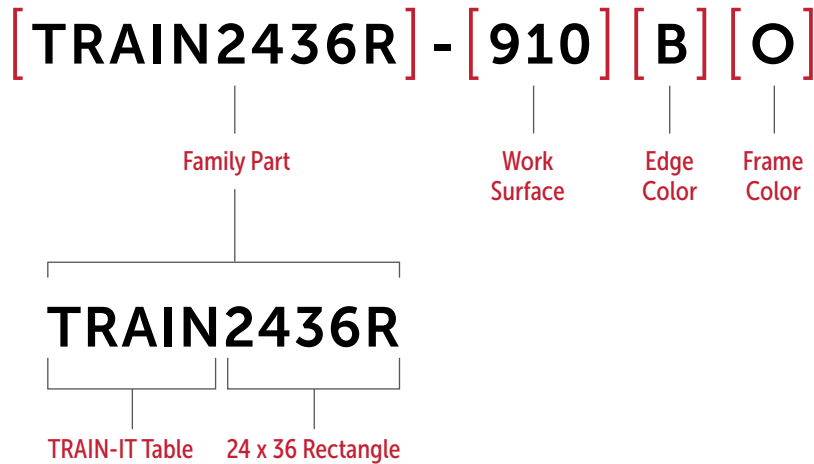 [TRAIN2436R] - [910] [B] [O]
Family Part
Work
Surface
Edge
Color
Frame
Color
TRAIN2436R
TRAIN-IT Table
24 x 36 Rectangle